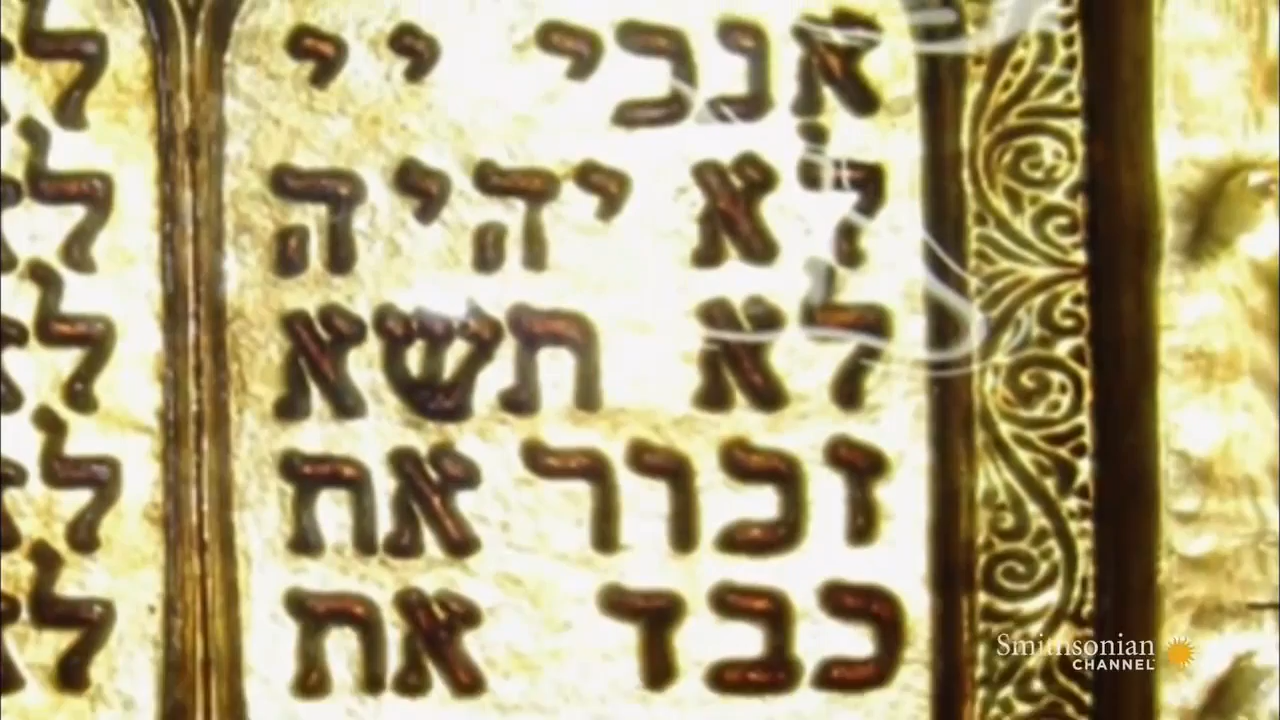 אנכי יי
לא יהיה
לא תשא
זכור את
כבד את
Smithsonian
CHANNEL